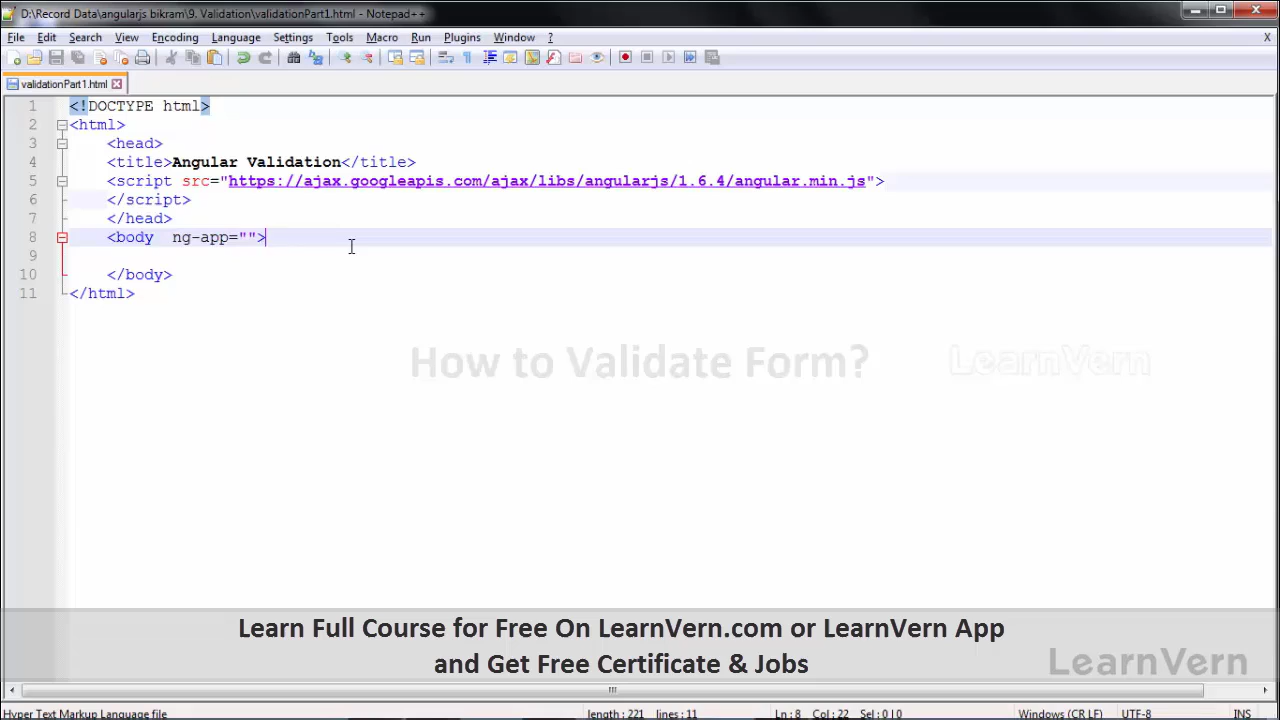 D:\Record Data\angularjs bikram\9. Validation\validationPart1.html - Notepad++
File Edit Search View Encoding Language Settings Tools Macro Run Plugins Window ? X
validationPart1.html
1 <!DOCTYPE html>
2 <html>
3 <head>
4 <title>Angular Validation</title>
5 <script src="https://ajax.googleapis.com/ajax/libs/angularjs/1.6.4/angular.min.js">
6 </script>
7 </head>
8 <body  ng-app="">
9
10 </body>
11 </html>
How to Validate Form? LearnVern
Learn Full Course for Free On LearnVern.com or LearnVern App
and Get Free Certificate & Jobs
LearnVern
Hyper Text Markup Language file length : 221 lines : 11 Ln : 8 Col : 22 Sel : 0 | 0 Windows (CR LF) UTF-8 INS